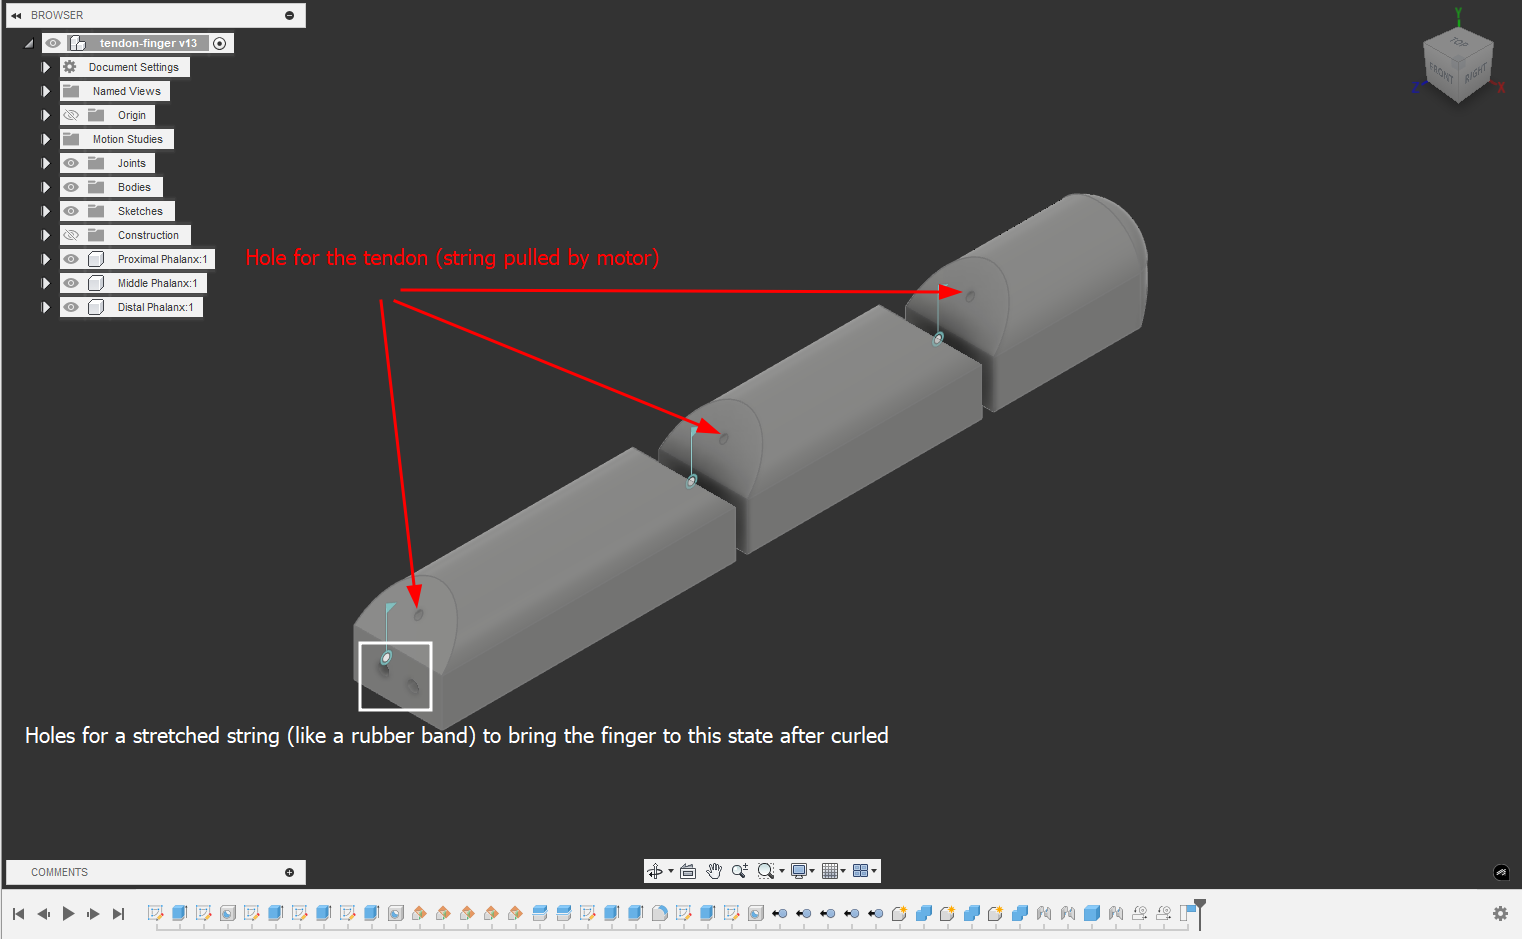 BROWSER
tendon-finger v13
Document Settings
Named Views
Origin
Motion Studies
Joints
Bodies
Sketches
Construction
Proximal Phalanx:1
Middle Phalanx:1
Distal Phalanx:1
Hole for the tendon (string pulled by motor)
Y
TOP
FRONT
RIGHT
Z
X
Holes for a stretched string (like a rubber band) to bring the finger to this state after curled
COMMENTS